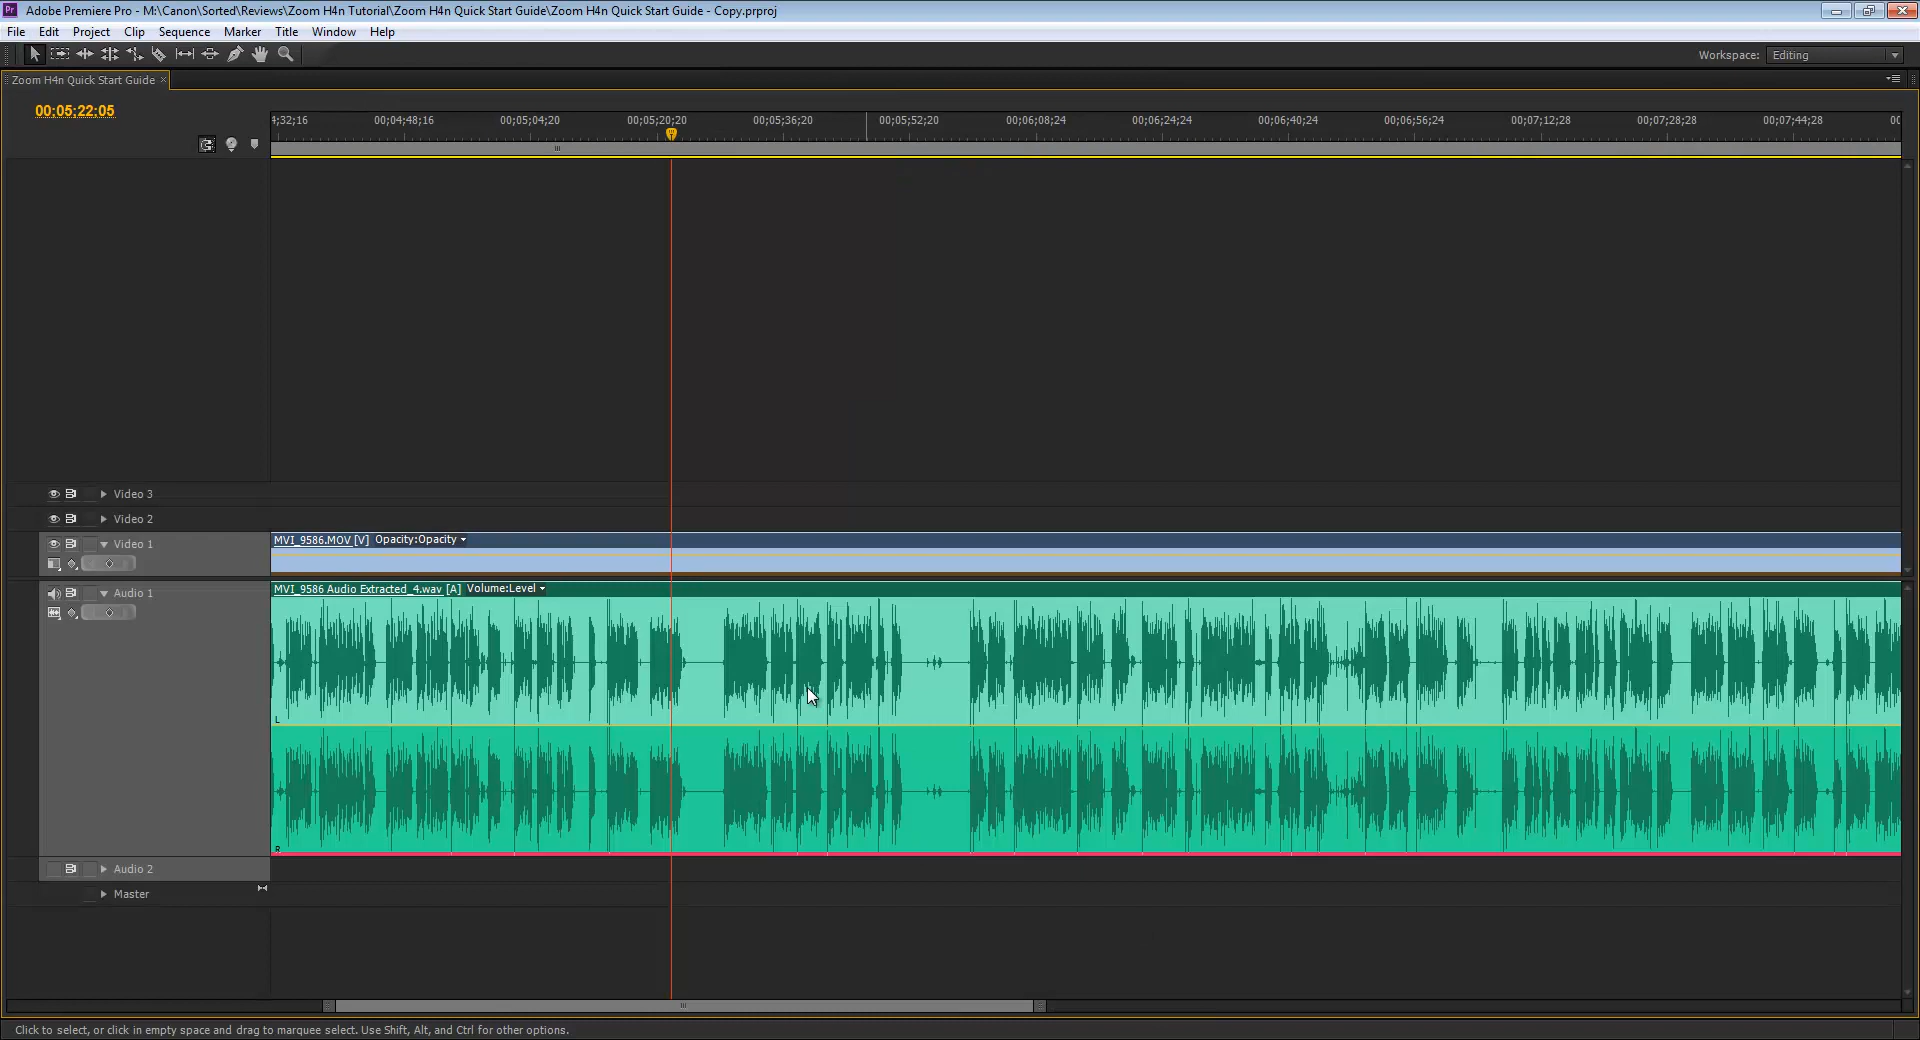 Adobe Premiere Pro - M:\Canon\Sorted\Reviews\Zoom H4n Tutorial\Zoom H4n Quick Start Guide\Zoom H4n Quick Start Guide - Copy.prproj
File Edit Project Clip Sequence Marker Title Window Help
Workspace: Editing
Zoom H4n Quick Start Guide
00;05;22;05
4;32;16 00;04;48;16 00;05;04;20 00;05;20;20 00;05;36;20 00;05;52;20 00;06;08;24 00;06;24;24 00;06;40;24 00;06;56;24 00;07;12;28 00;07;28;28 00;07;44;28 00
Video 3
Video 2
Video 1
MVI_9586.MOV [V] Opacity:Opacity
MVI_9586 Audio Extracted_4.wav [A] Volume:Level
Audio 1
L
R
Audio 2
Master
Click to select, or click in empty space and drag to marquee select. Use Shift, Alt, and Ctrl for other options.